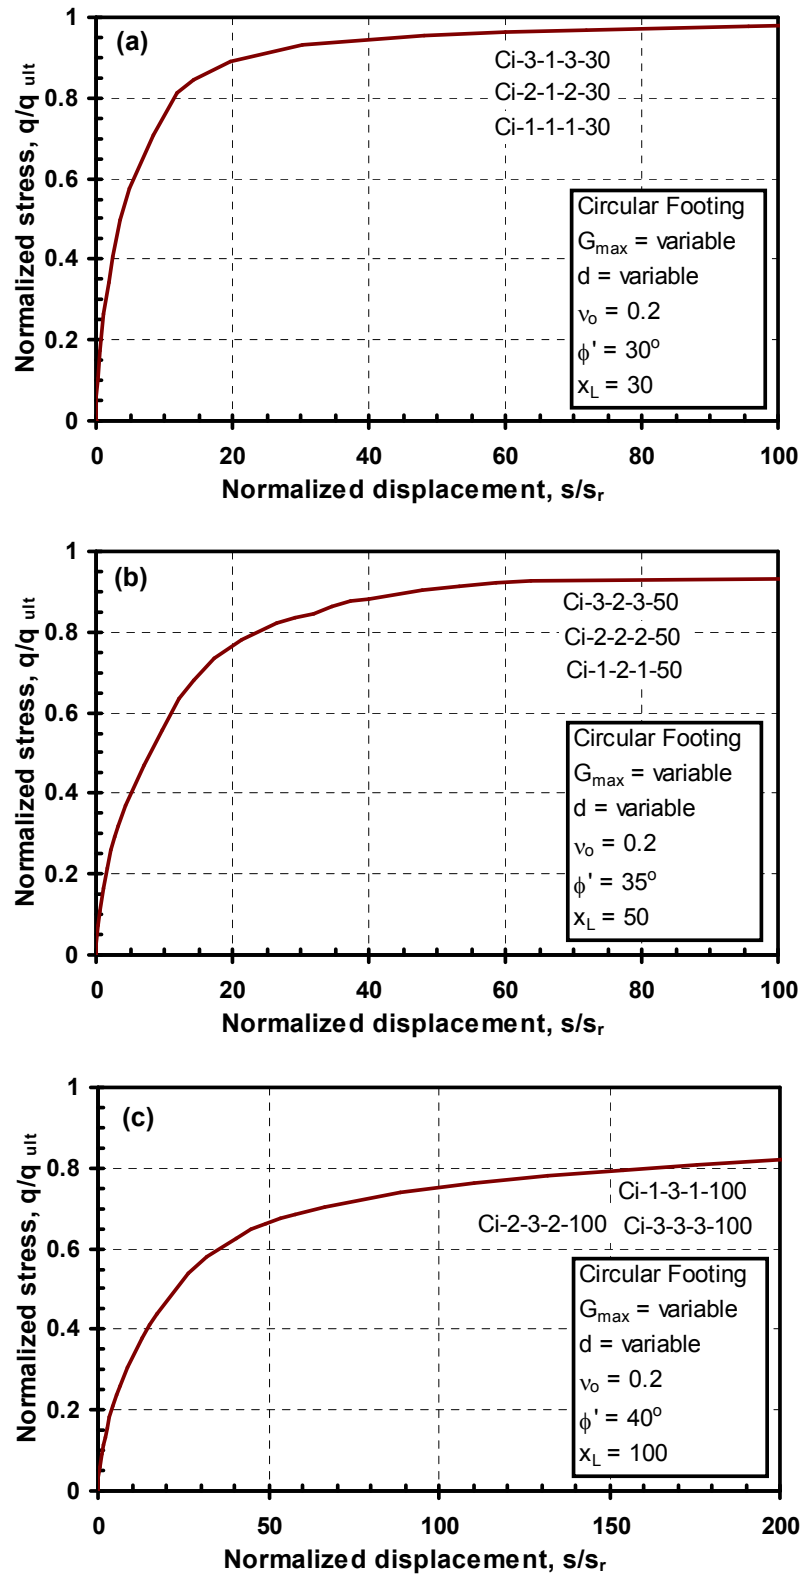 (a)
Normalized stress, q/q ult
1
0.8
0.6
0.4
0.2
0
Ci-3-1-3-30
Ci-2-1-2-30
Ci-1-1-1-30
Circular Footing
Gmax = variable
d = variable
νo = 0.2
ϕ' = 30º
xL = 30
0 20 40 60 80 100
Normalized displacement, s/sr
(b)
Normalized stress, q/q ult
1
0.8
0.6
0.4
0.2
0
Ci-3-2-3-50
Ci-2-2-2-50
Ci-1-2-1-50
Circular Footing
Gmax = variable
d = variable
νo = 0.2
ϕ' = 35º
xL = 50
0 20 40 60 80 100
Normalized displacement, s/sr
(c)
Normalized stress, q/q ult
1
0.8
0.6
0.4
0.2
0
Ci-1-3-1-100
Ci-2-3-2-100 Ci-3-3-3-100
Circular Footing
Gmax = variable
d = variable
νo = 0.2
ϕ' = 40º
xL = 100
0 50 100 150 200
Normalized displacement, s/sr